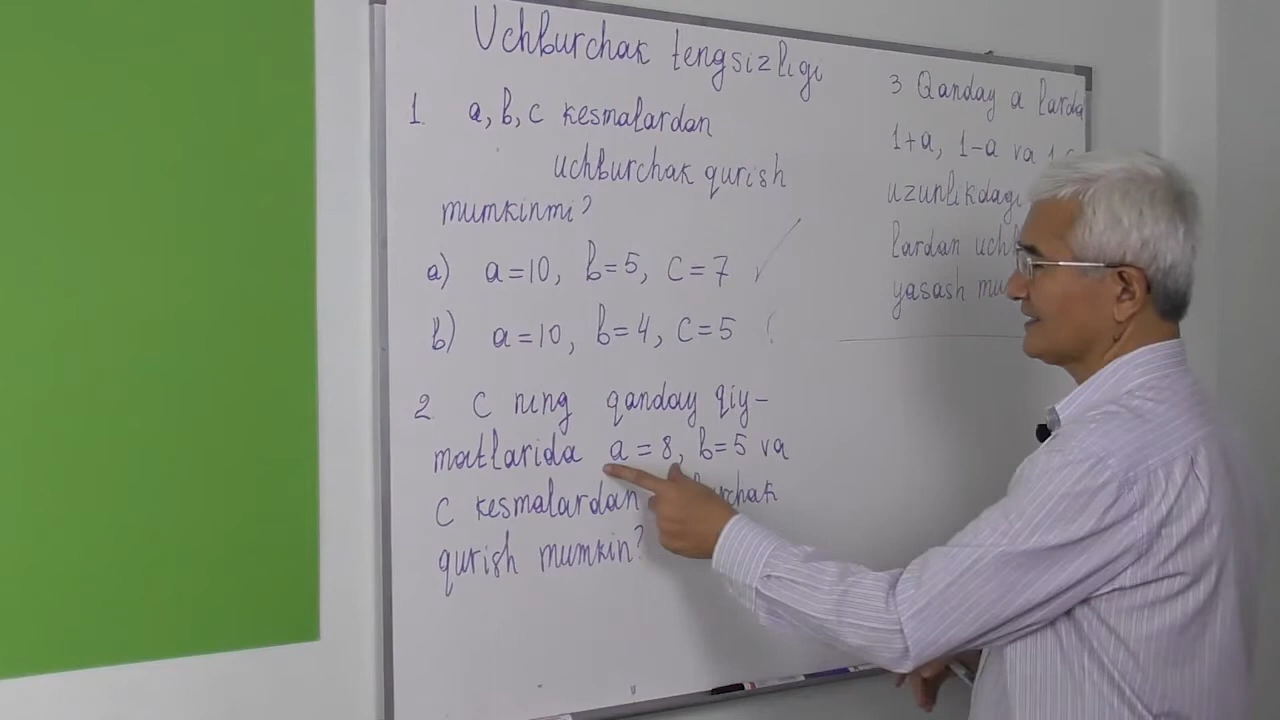 Uchburchak tengsizligi
1. a, b, c kesmalardan
uchburchak qurish
mumkinmi?
a) a=10, b=5, c=7
b) a=10, b=4, c=5
2 c ning qanday qiy-
matlarida a=8, b=5 va
c kesmalardan
qurish mumkin?
3 Qanday a larda
1+a, 1-a va
uzunlikdagi
lardan
yasash